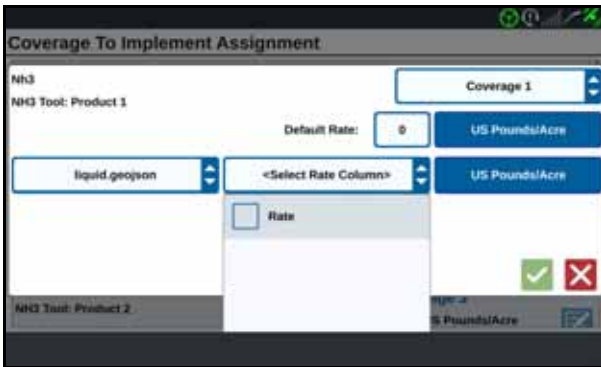 Coverage To Implement Assignment
Nh3
Coverage 1
NH3 Tool: Product 1
Default Rate: 0 US Pounds/Acre
liquid.geojson <Select Rate Column> US Pounds/Acre
Rate
NH3 Tool: Product 2
S Pounds/Acre